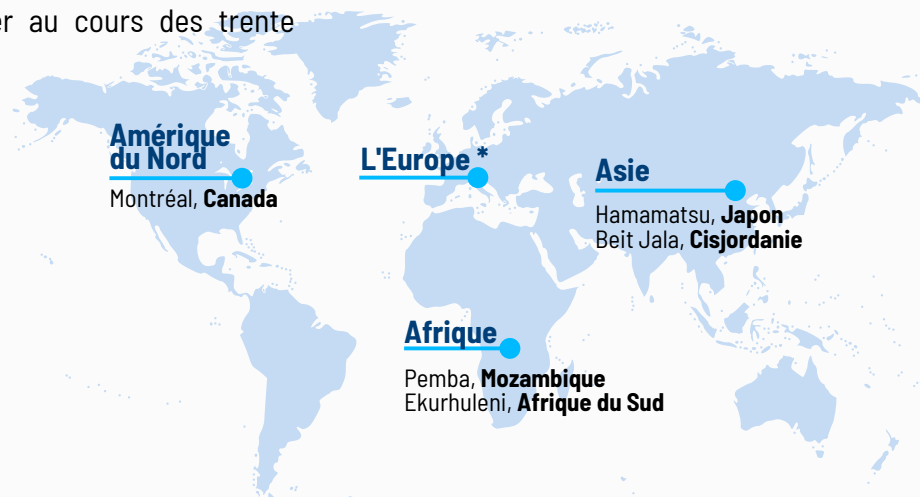 au cours des trente
Amérique
du Nord
Montréal, Canada
L'Europe *
Asie
Hamamatsu, Japon
Beit Jala, Cisjordanie
Afrique
Pemba, Mozambique
Ekurhuleni, Afrique du Sud